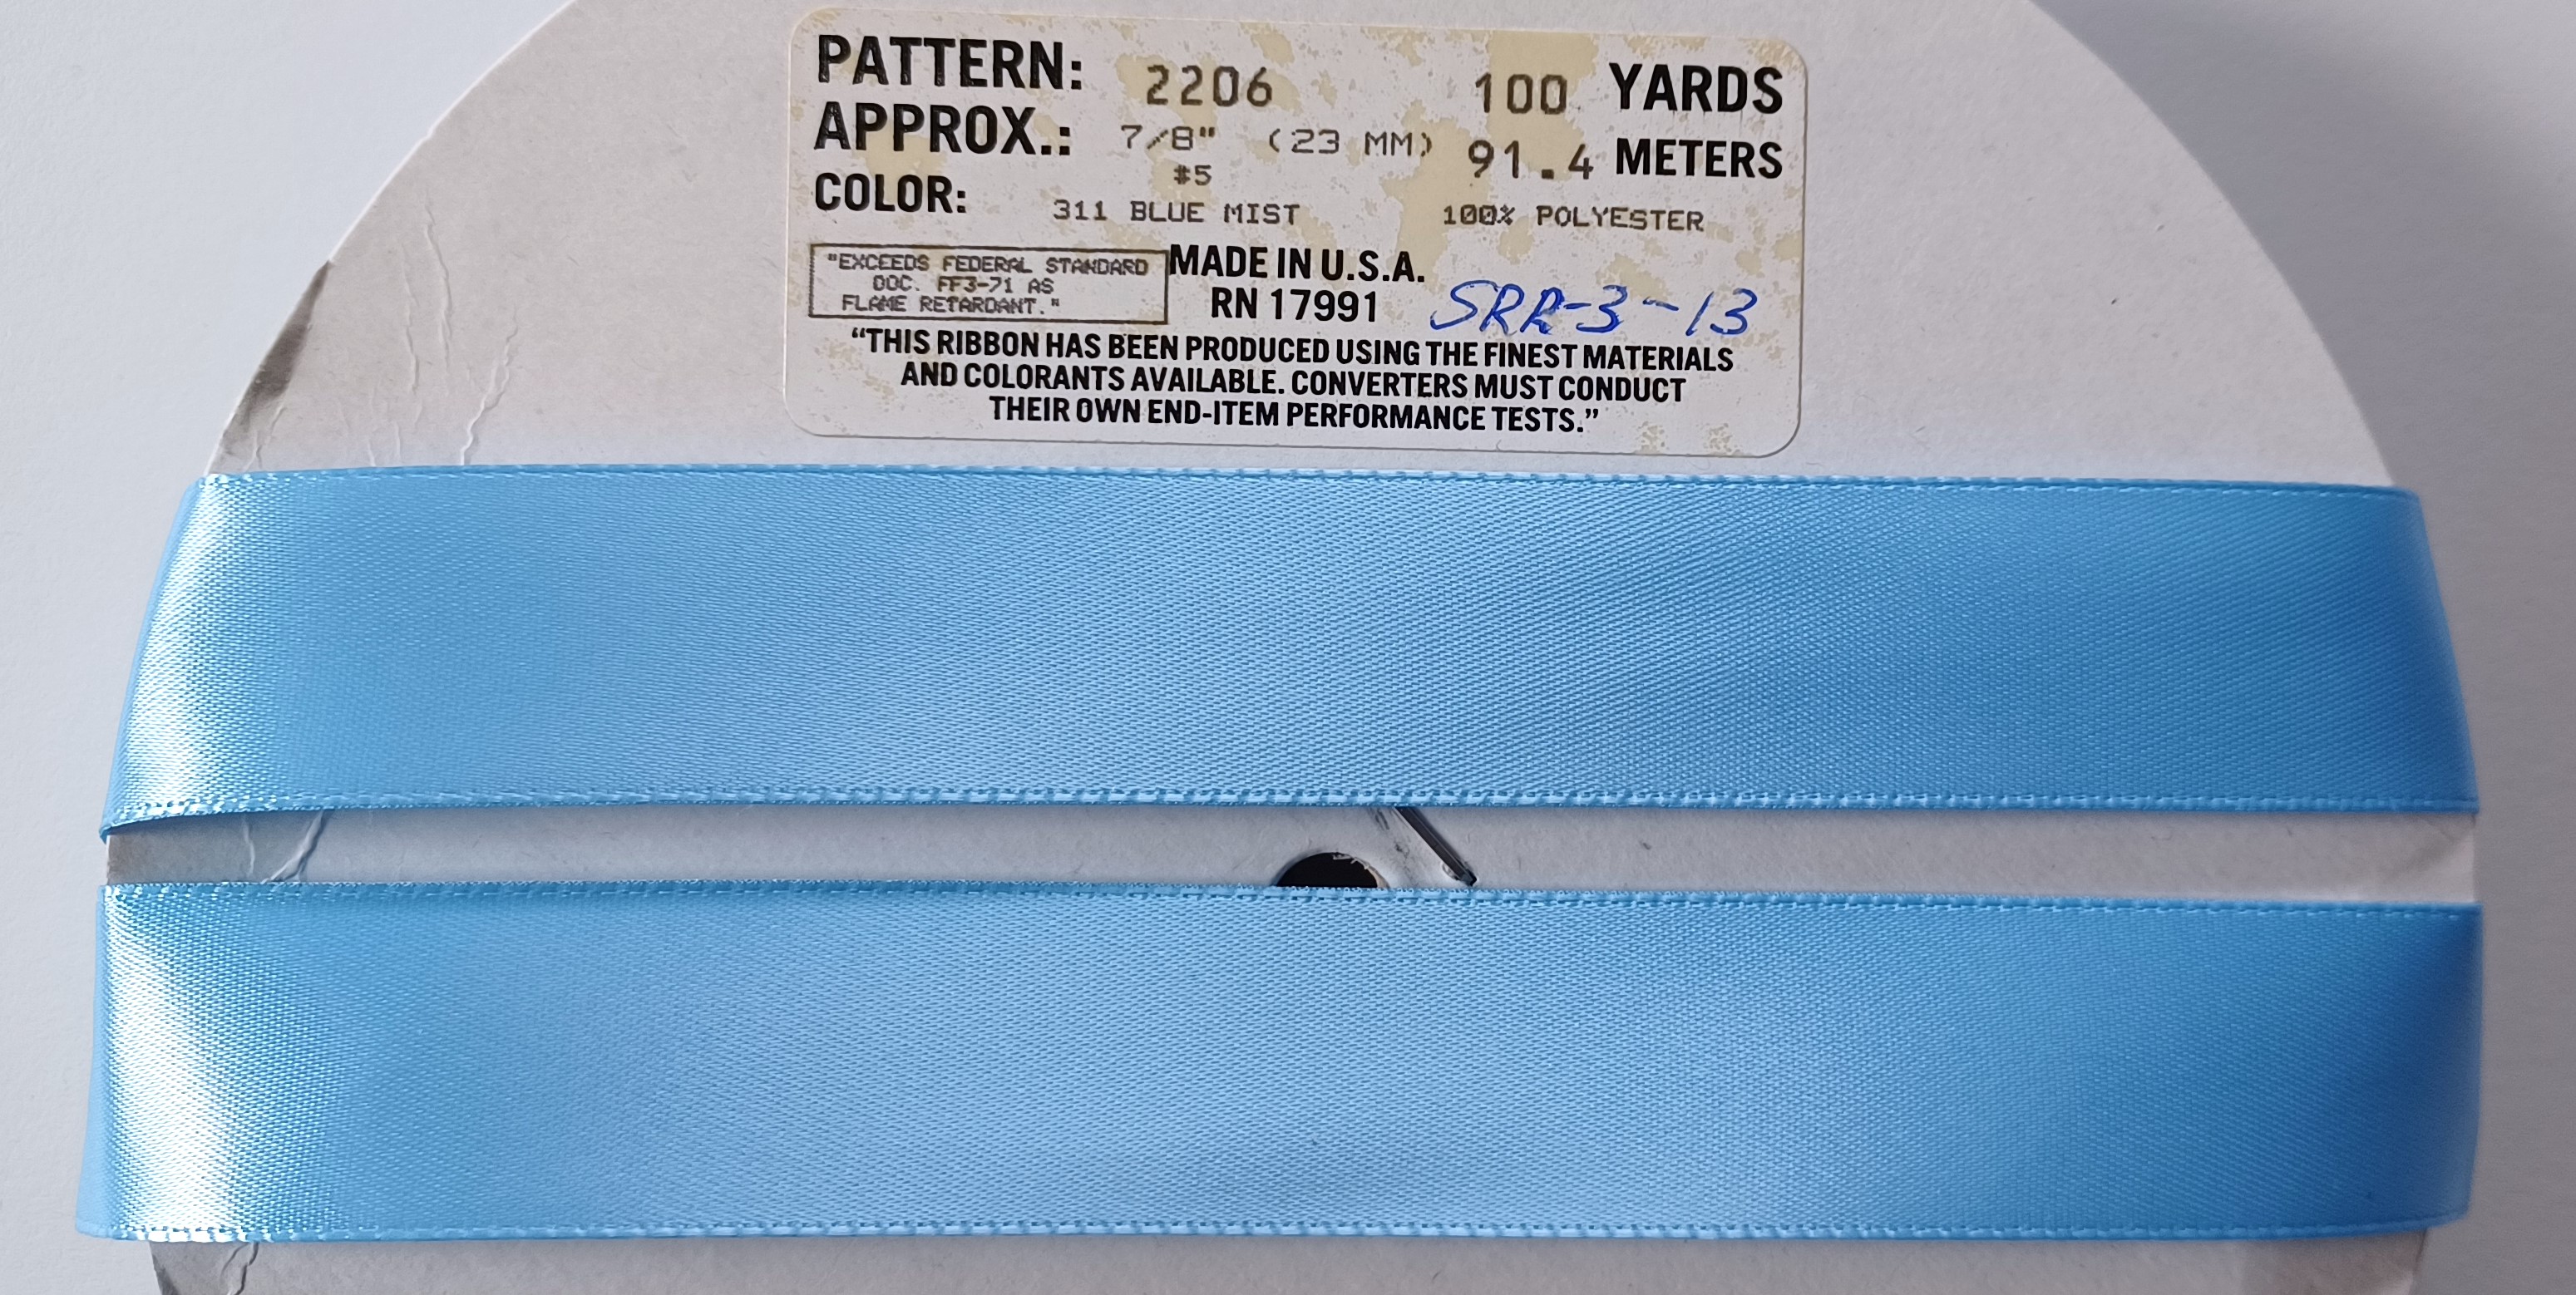 PATTERN: 2206 100 YARDS
APPROX.: 7/8" (23 MM) 91.4 METERS
#5
COLOR: 311 BLUE MIST 100% POLYESTER
"EXCEEDS FEDERAL STANDARD
DOC. FF3-71 AS
FLAME RETARDANT."
MADE IN U.S.A.
RN 17991
SRR-3-13
“THIS RIBBON HAS BEEN PRODUCED USING THE FINEST MATERIALS
AND COLORANTS AVAILABLE. CONVERTERS MUST CONDUCT
THEIR OWN END-ITEM PERFORMANCE TESTS.”